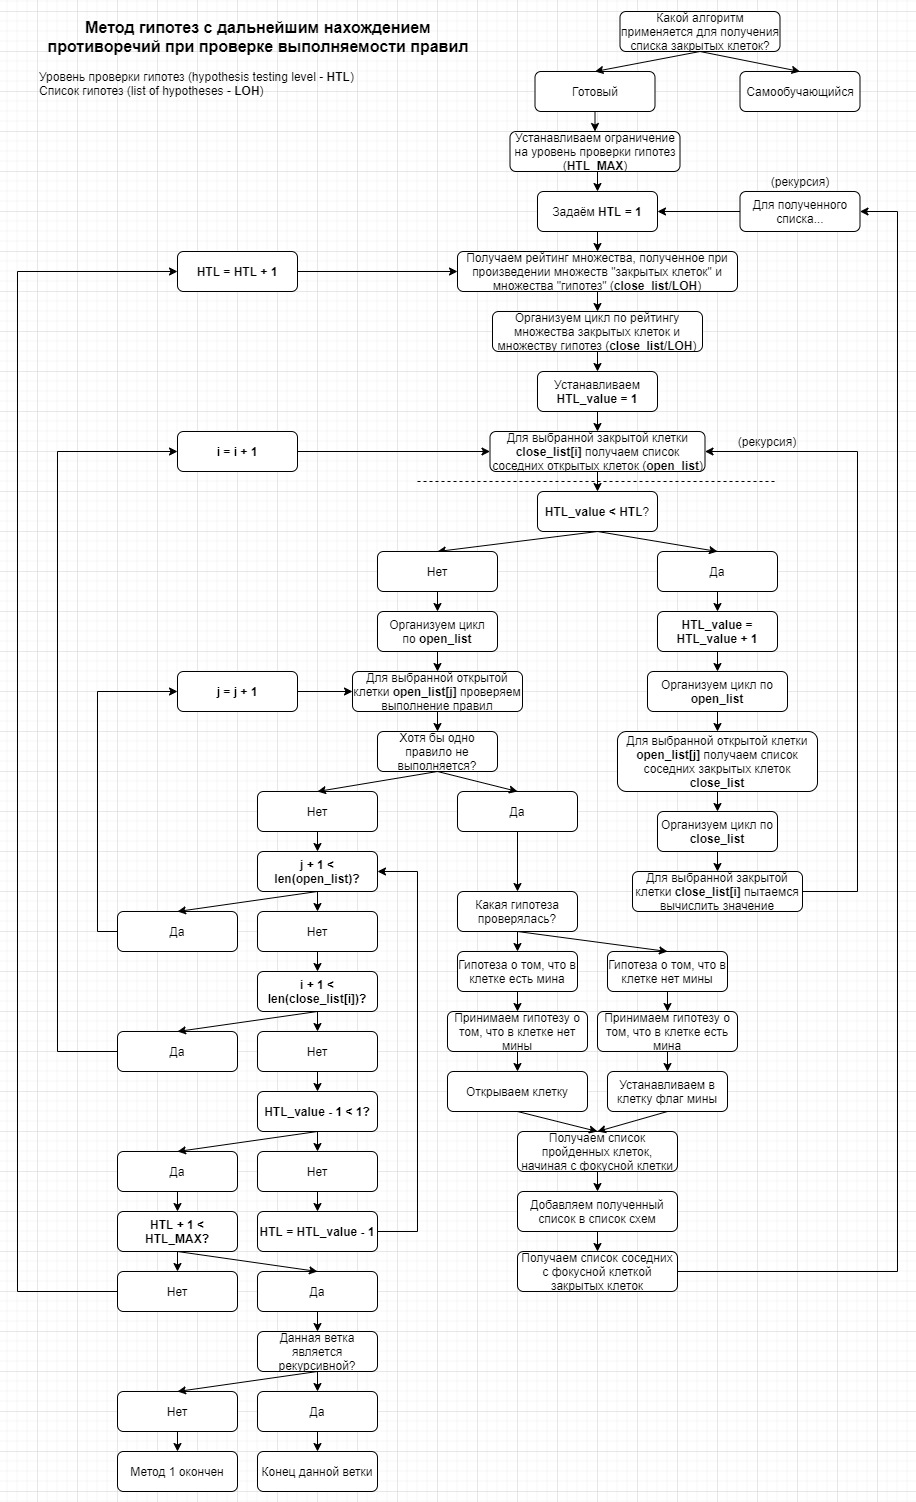 Метод гипотез с дальнейшим нахождением
противоречий при проверке выполняемости правил
Уровень проверки гипотез (hypothesis testing level - HTL)
Список гипотез (list of hypotheses - LOH)
Какой алгоритм
применяется для получения
списка закрытых клеток?
Готовый
Самообучающийся
Устанавливаем ограничение
на уровень проверки гипотез
(HTL_MAX)
(рекурсия)
Задаём HTL = 1
Для полученного
списка...
HTL = HTL + 1
Получаем рейтинг множества, полученное при
произведении множеств "закрытых клеток" и
множества "гипотез" (close_list/LOH)
Организуем цикл по рейтингу
множества закрытых клеток и
множеству гипотез (close_list/LOH)
Устанавливаем
HTL_value = 1
i = i + 1
Для выбранной закрытой клетки
close_list[i] получаем список
соседних открытых клеток (open_list)
(рекурсия)
HTL_value < HTL?
Нет
Да
Организуем цикл
по open_list
HTL_value =
HTL_value + 1
j = j + 1
Для выбранной открытой
клетки open_list[j] проверяем
выполнение правил
Организуем цикл по
open_list
Хотя бы одно
правило не
выполняется?
Для выбранной открытой клетки
open_list[j] получаем список
соседних закрытых клеток
close_list
Нет
Да
Организуем цикл по
close_list
j + 1 <
len(open_list)?
Для выбранной закрытой
клетки close_list[i] пытаемся
вычислить значение
Да
Нет
Какая гипотеза
проверялась?
i + 1 <
len(close_list[i])?
Гипотеза о том, что в
клетке есть мина
Гипотеза о том, что в
клетке нет мины
Да
Нет
Принимаем гипотезу о
том, что в клетке нет
мины
Принимаем гипотезу о
том, что в клетке есть
мина
HTL_value - 1 < 1?
Открываем клетку
Устанавливаем в
клетку флаг мины
Да
Нет
Получаем список
пройденных клеток,
начиная с фокусной клетки
HTL + 1 <
HTL_MAX?
HTL = HTL_value - 1
Добавляем полученный
список в список схем
Нет
Да
Получаем список соседних
с фокусной клеткой
закрытых клеток
Данная ветка
является
рекурсивной?
Нет
Да
Метод 1 окончен
Конец данной ветки